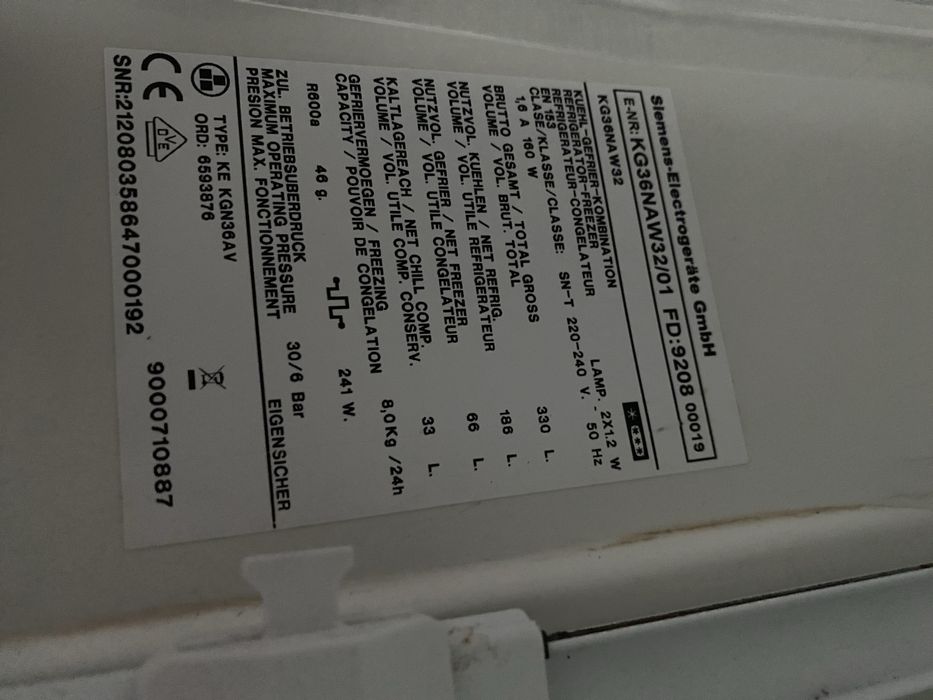 Siemens-Electrogeräte GmbH
E-NR: KG36NAW32/01 FD:9208 00019
KG36NAW32
KUEHL-GEFRIER-KOMBINATION
REFRIGERATOR-FREEZER LAMP. 2X1.2 W
REFRIGERATEUR-CONGELATEUR
EN 153
CLASE/KLASSE/CLASSE: SN-T 220-240 V. - 50 Hz
1,6 A 160 W
BRUTTO GESAMT / TOTAL GROSS
VOLUME / VOL. BRUT. TOTAL 330 L.
NUTZVOL. KUEHLEN / NET REFRIG.
VOLUME / VOL. UTILE REFRIGERATEUR 186 L.
NUTZVOL. GEFRIER / NET FREEZER
VOLUME / VOL. UTILE CONGELATEUR 66 L.
KALTLAGEREACH / NET CHILL COMP.
VOLUME / VOL. UTILE COMP. CONSERV. 33 L.
GEFRIERVERMOEGEN / FREEZING
CAPACITY / POUVOIR DE CONGELATION 8,0Kg /24h
R600a 46 g. 241 W.
ZUL. BETRIEBSUBERDRUCK
MAXIMUM OPERATING PRESSURE 30/6 Bar EIGENSICHER
PRESION MAX. FONCTIONNEMENT
TYPE: KE KGN36AV
ORD: 6593876
CE DVE
SNR:212080358647000192 9000710887